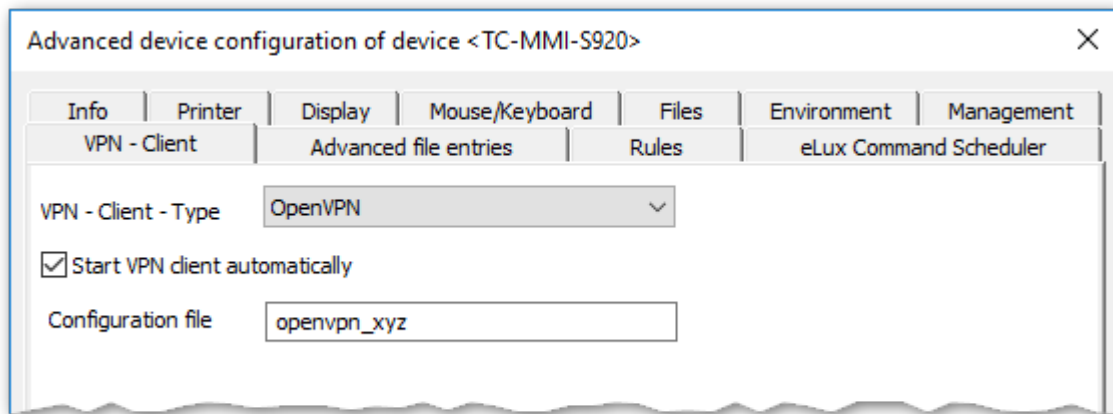 Advanced device configuration of device <TC-MMI-S920>
Info Printer Display Mouse/Keyboard Files Environment Management
VPN - Client Advanced file entries Rules eLux Command Scheduler
VPN - Client - Type OpenVPN
Start VPN client automatically
Configuration file openvpn_xyz